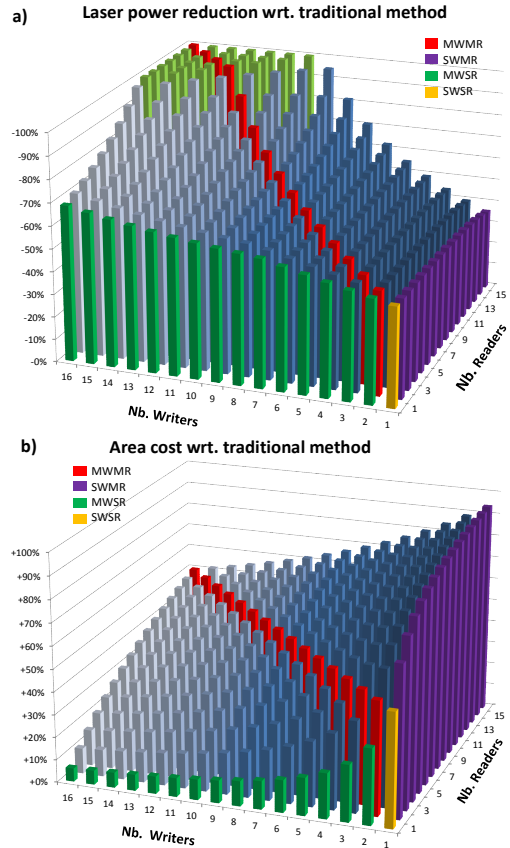 a) Laser power reduction wrt. traditional method
MWMR
SWMR
MWSR
SWSR
-100%
-90%
-80%
-70%
-60%
-50%
-40%
-30%
-20%
-10%
-0%
16 15 14 13 12 11 10 9 8 7 6 5 4 3 2 1
Nb. Writers
1 3 5 7 9 11 13 15
Nb. Readers
b) Area cost wrt. traditional method
MWMR
SWMR
MWSR
SWSR
+100%
+90%
+80%
+70%
+60%
+50%
+40%
+30%
+20%
+10%
+0%
16 15 14 13 12 11 10 9 8 7 6 5 4 3 2 1
Nb. Writers
1 3 5 7 9 11 13 15
Nb. Readers